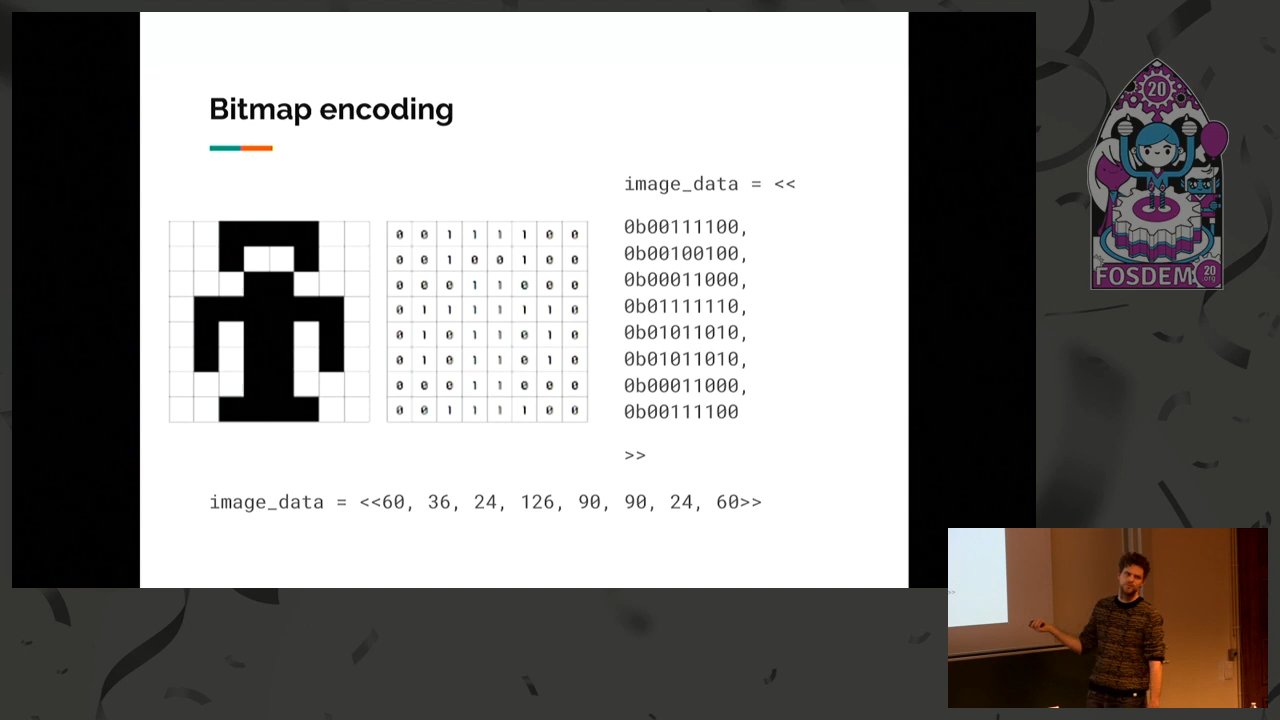 Bitmap encoding
image_data = <<
0 0 1 1 1 1 0 0
0 0 1 0 0 1 0 0
0 0 0 1 1 0 0 0
0 1 1 1 1 1 1 0
0 1 0 1 1 0 1 0
0 1 0 1 1 0 1 0
0 0 0 1 1 0 0 0
0 0 1 1 1 1 0 0
0b00111100,
0b00100100,
0b00011000,
0b01111110,
0b01011010,
0b01011010,
0b00011000,
0b00111100
>>
image_data = <<60, 36, 24, 126, 90, 90, 24, 60>>
20
FOSDEM
20
.org